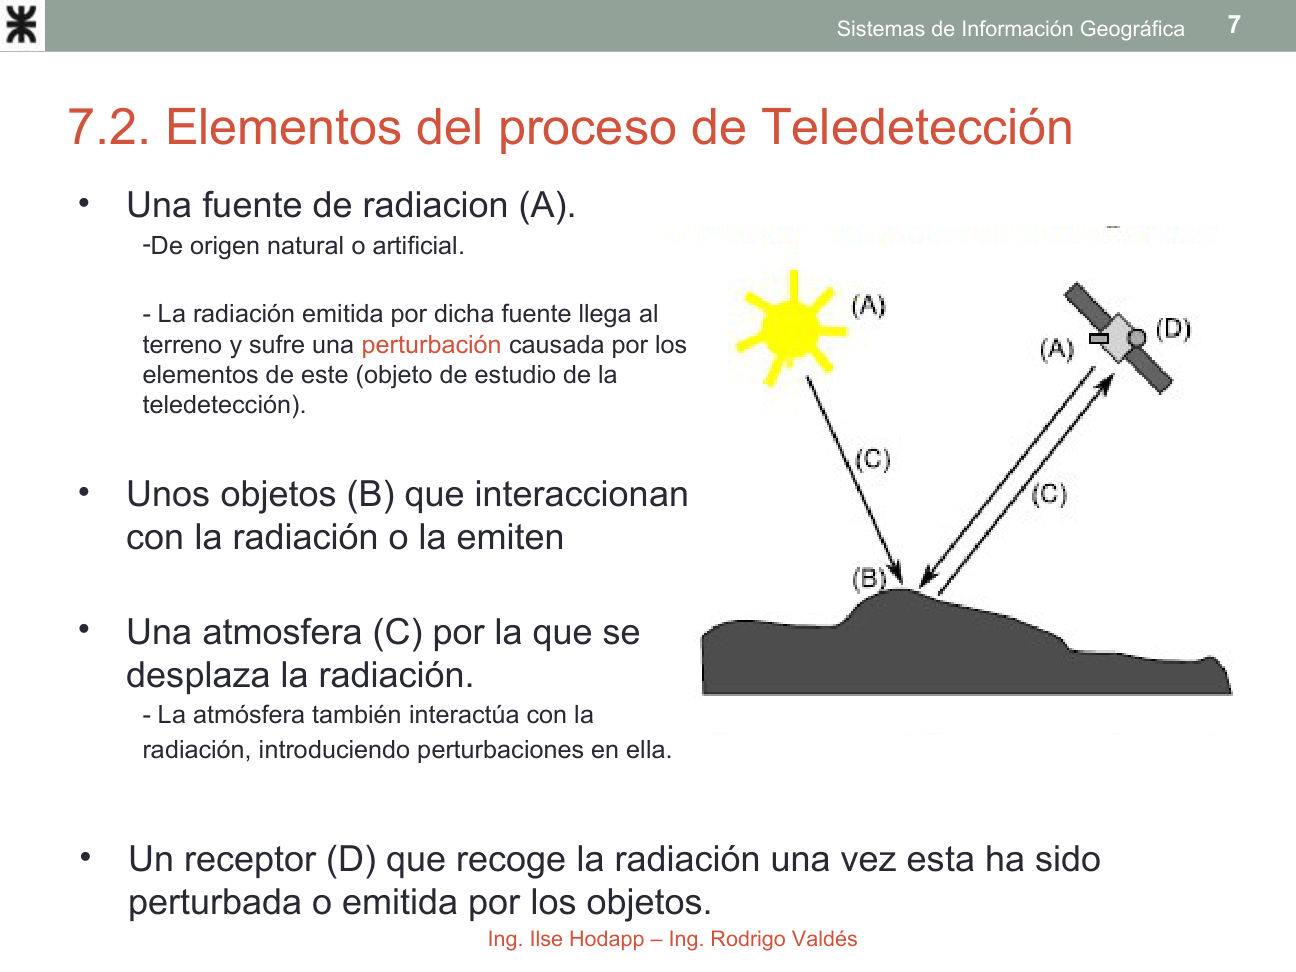 Sistemas de Información Geográfica 7
7.2. Elementos del proceso de Teledetección
• Una fuente de radiacion (A).
-De origen natural o artificial.
- La radiación emitida por dicha fuente llega al
terreno y sufre una perturbación causada por los
elementos de este (objeto de estudio de la
teledetección).
• Unos objetos (B) que interaccionan
con la radiación o la emiten
• Una atmosfera (C) por la que se
desplaza la radiación.
- La atmósfera también interactúa con la
radiación, introduciendo perturbaciones en ella.
(A)
(D)
(A)
(C)
(C)
(B)
• Un receptor (D) que recoge la radiación una vez esta ha sido
perturbada o emitida por los objetos.
Ing. Ilse Hodapp – Ing. Rodrigo Valdés